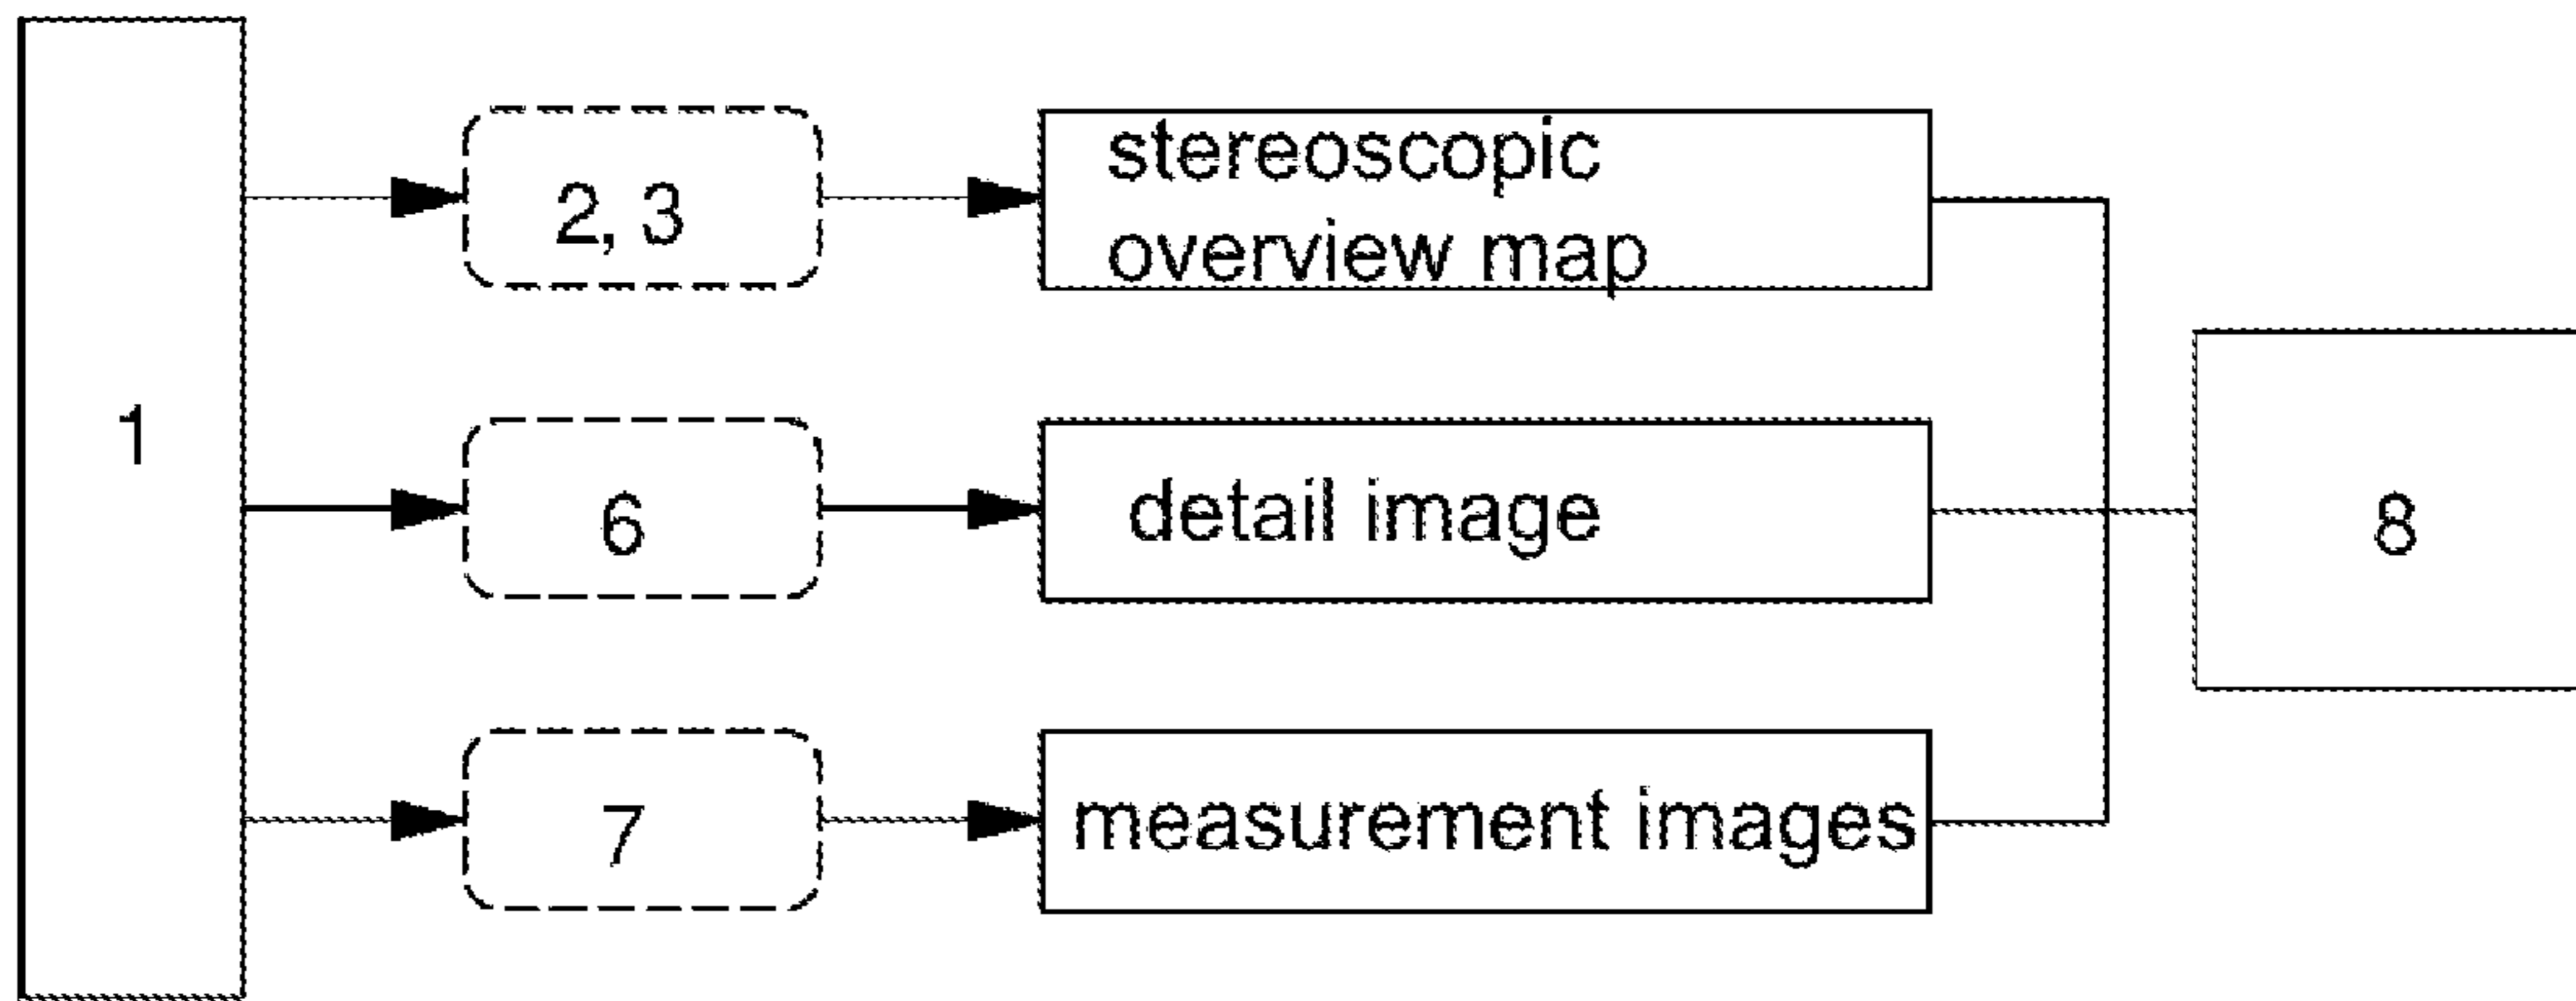 1
2, 3
stereoscopic
overview map
6
detail image
8
7
measurement images